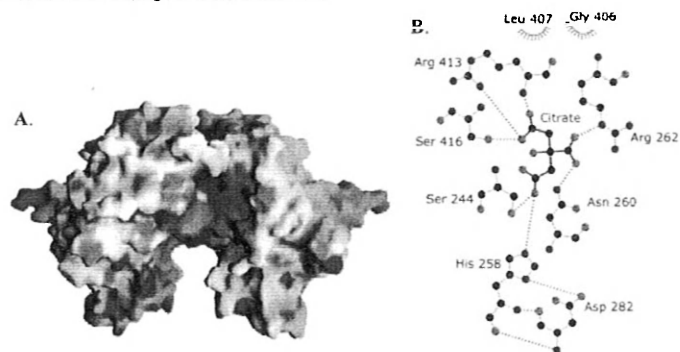 B.
Leu 407
Gly 406
Arg 413
A.
Citrate
Ser 416
Arg 262
Ser 244
Asn 260
His 258
Asp 282